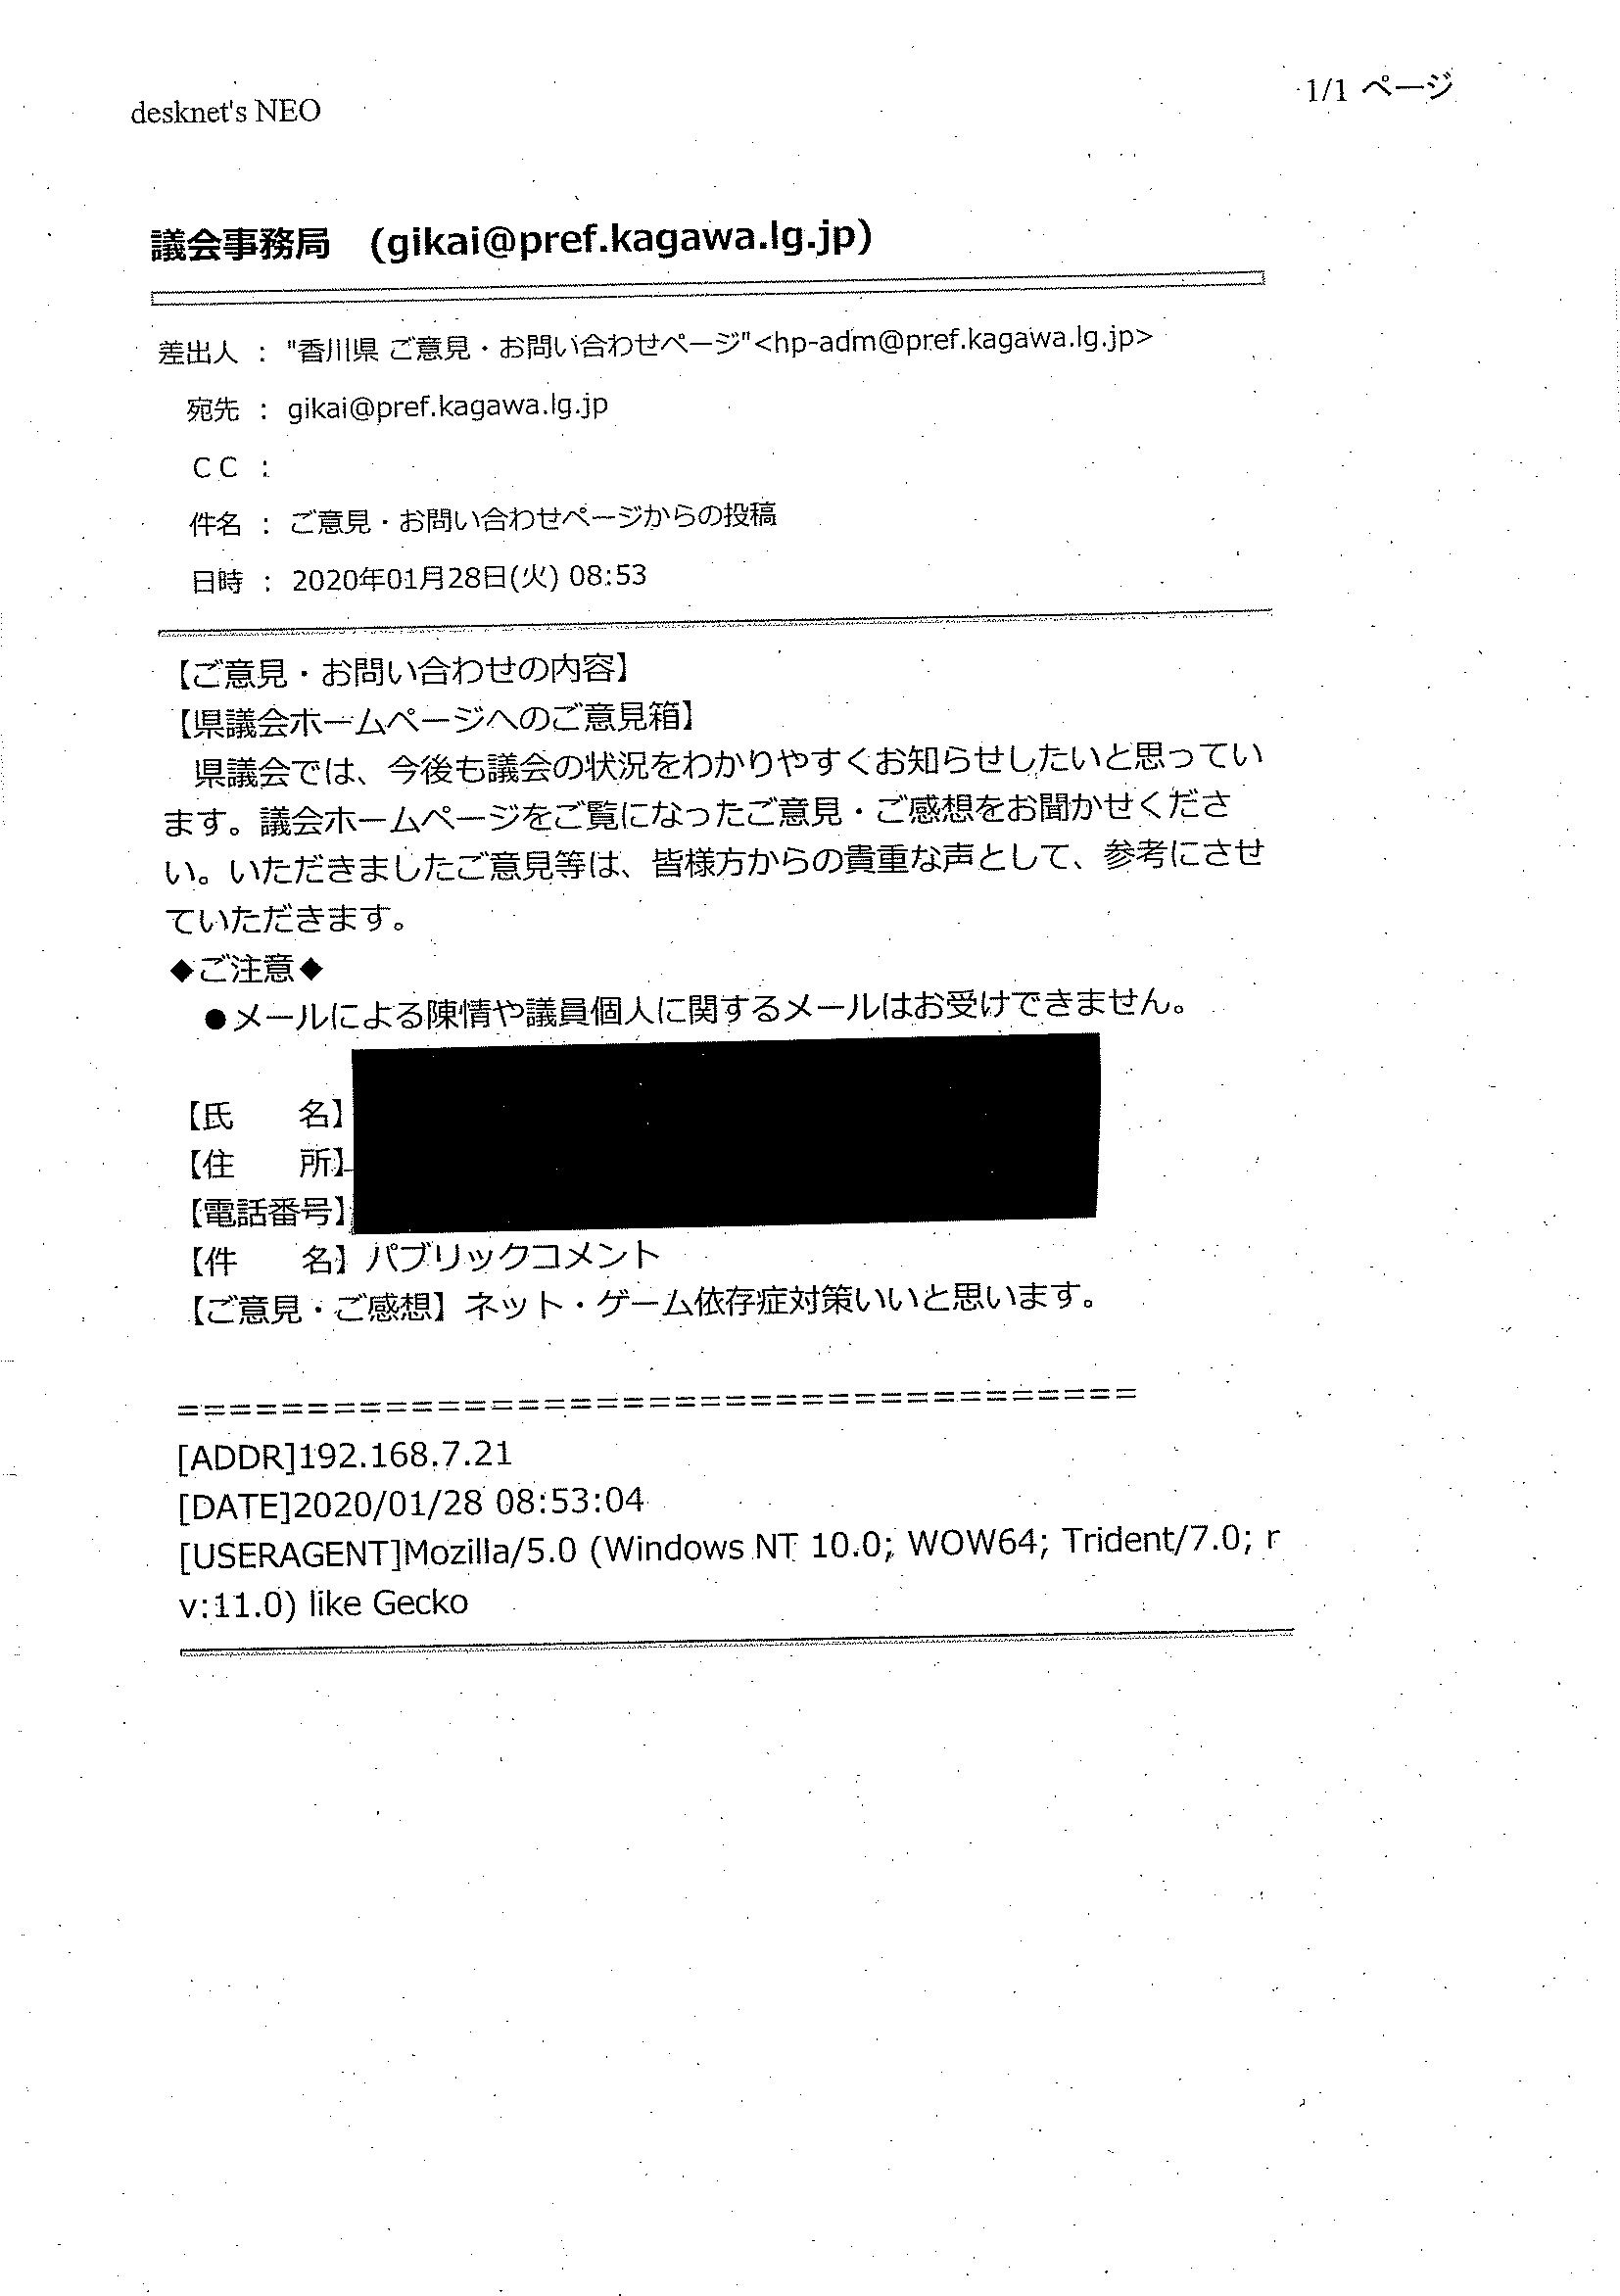 desknet's NEO
1/1 ページ
議会事務局 (gikai@pref.kagawa.lg.jp)
差出人 : "香川県 ご意見・お問い合わせページ"<hp-adm@pref.kagawa.lg.jp>
宛先 : gikai@pref.kagawa.lg.jp
CC :
件名 : ご意見・お問い合わせページからの投稿
日時 : 2020年01月28日(火) 08:53
【ご意見・お問い合わせの内容】
【県議会ホームページへのご意見箱】
県議会では、今後も議会の状況をわかりやすくお知らせしたいと思ってい
ます。議会ホームページをご覧になったご意見・ご感想をお聞かせくださ
い。いただきましたご意見等は、皆様方からの貴重な声として、参考にさせ
ていただきます。
◆ご注意◆
●メールによる陳情や議員個人に関するメールはお受けできません。
【氏　　名】
【住　　所】
【電話番号】
【件　　名】パブリックコメント
【ご意見・ご感想】ネット・ゲーム依存症対策いいと思います。
=====================================
[ADDR]192.168.7.21
[DATE]2020/01/28 08:53:04
[USERAGENT]Mozilla/5.0 (Windows NT 10.0; WOW64; Trident/7.0; r
v:11.0) like Gecko